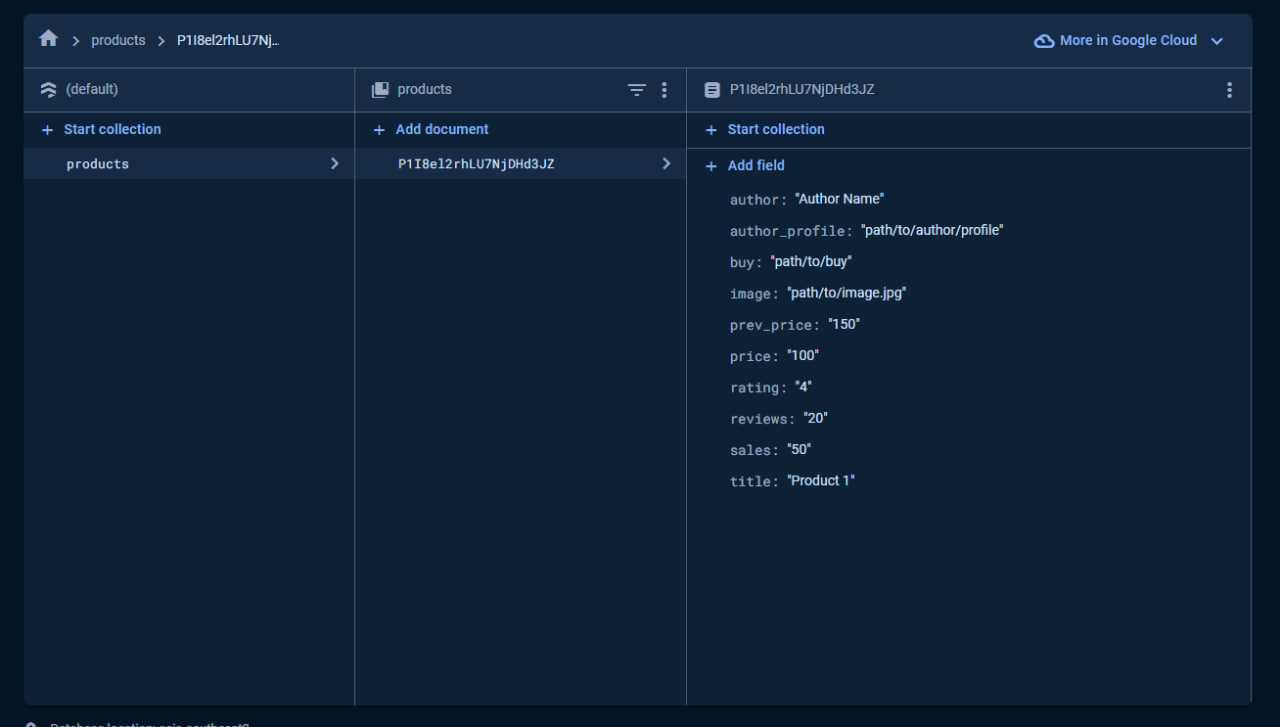 products
P1I8el2rhLU7Nj...
More in Google Cloud
(default)
products
P1I8el2rhLU7NjDHd3JZ
Start collection
Add document
Start collection
products
P1I8el2rhLU7NjDHd3JZ
Add field
author: "Author Name"
author_profile: "path/to/author/profile"
buy: "path/to/buy"
image: "path/to/image.jpg"
prev_price: "150"
price: "100"
rating: "4"
reviews: "20"
sales: "50"
title: "Product 1"